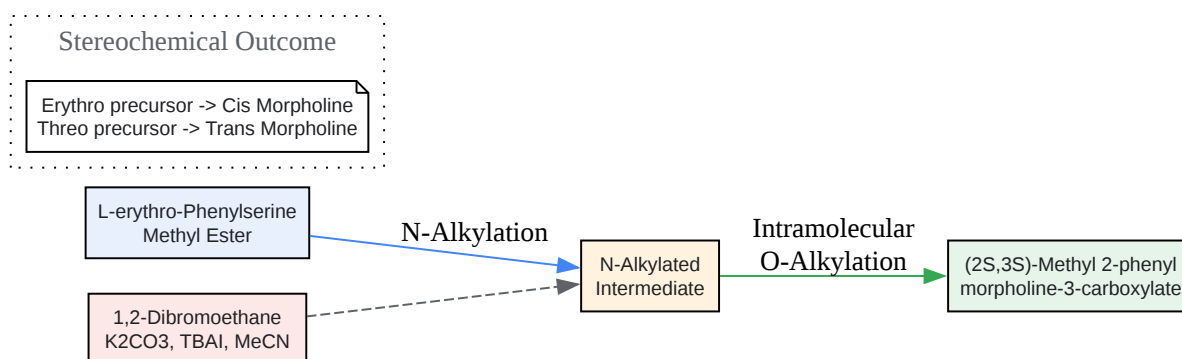 Stereochemical Outcome
Erythro precursor -> Cis Morpholine
Threo precursor -> Trans Morpholine
L-erythro-Phenylserine
Methyl Ester
N-Alkylation
1,2-Dibromoethane
K2CO3, TBAI, MeCN
N-Alkylated
Intermediate
Intramolecular
O-Alkylation
(2S,3S)-Methyl 2-phenyl
morpholine-3-carboxylate